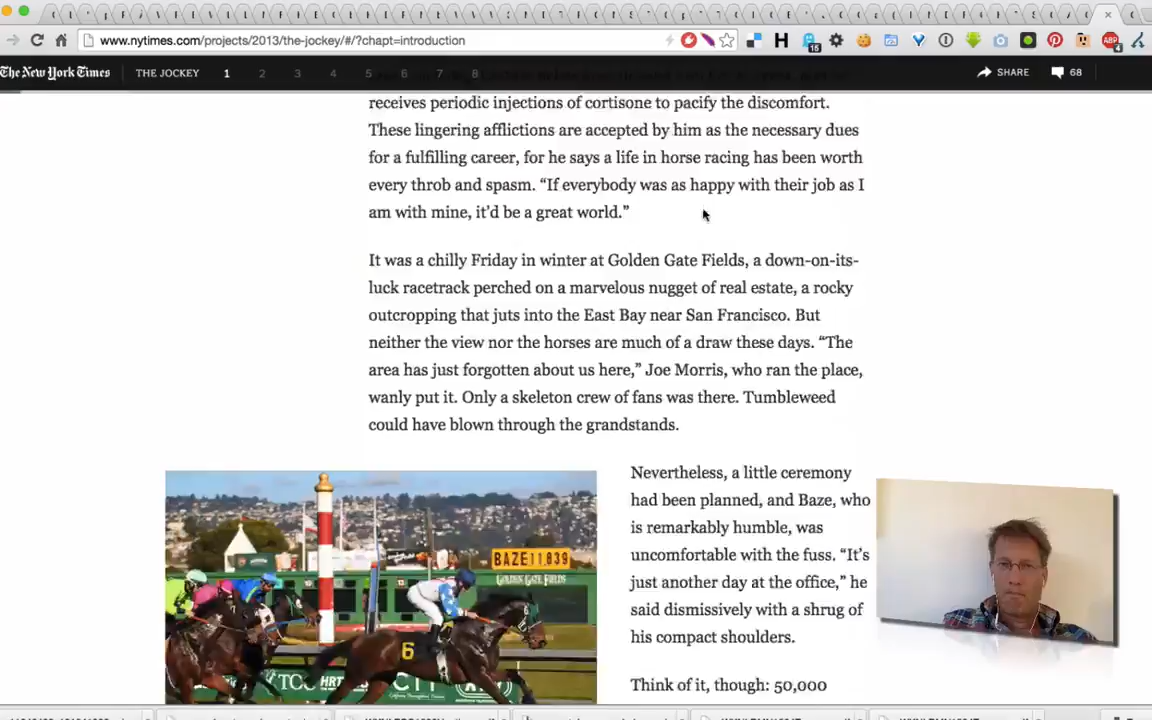 www.nytimes.com/projects/2013/the-jockey/#/?chapt=introduction
The New York Times THE JOCKEY 1 2 3 4 5 6 7 8 SHARE 68
receives periodic injections of cortisone to pacify the discomfort.
These lingering afflictions are accepted by him as the necessary dues
for a fulfilling career, for he says a life in horse racing has been worth
every throb and spasm. “If everybody was as happy with their job as I
am with mine, it’d be a great world.”
It was a chilly Friday in winter at Golden Gate Fields, a down-on-its-
luck racetrack perched on a marvelous nugget of real estate, a rocky
outcropping that juts into the East Bay near San Francisco. But
neither the view nor the horses are much of a draw these days. “The
area has just forgotten about us here,” Joe Morris, who ran the place,
wanly put it. Only a skeleton crew of fans was there. Tumbleweed
could have blown through the grandstands.
Nevertheless, a little ceremony
had been planned, and Baze, who
is remarkably humble, was
uncomfortable with the fuss. “It’s
just another day at the office,” he
said dismissively with a shrug of
his compact shoulders.
Think of it, though: 50,000
BAZE11,839
GOLDEN GATE FIELDS
6